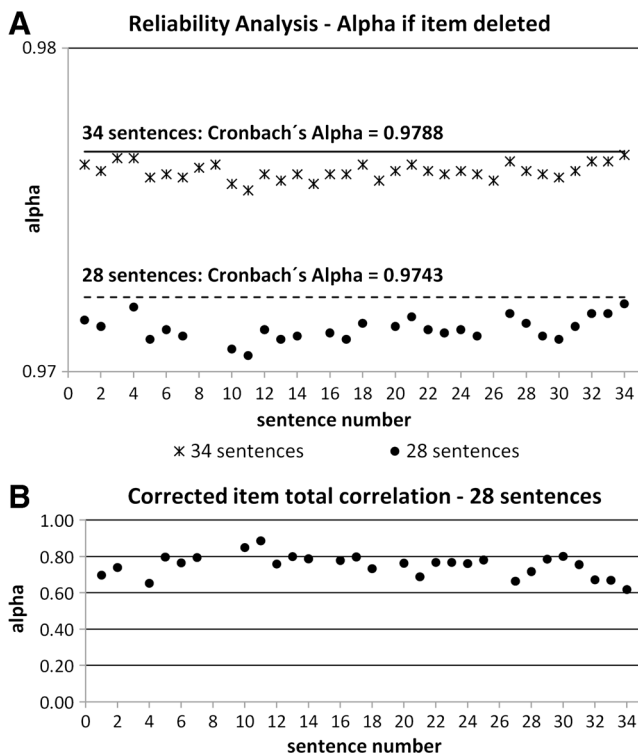 A
Reliability Analysis - Alpha if item deleted
0.98
34 sentences: Cronbach´s Alpha = 0.9788
alpha
28 sentences: Cronbach´s Alpha = 0.9743
0.97
0 2 4 6 8 10 12 14 16 18 20 22 24 26 28 30 32 34
sentence number
34 sentences 28 sentences
B
Corrected item total correlation - 28 sentences
1.00
0.80
0.60
alpha
0.40
0.20
0.00
0 2 4 6 8 10 12 14 16 18 20 22 24 26 28 30 32 34
sentence number